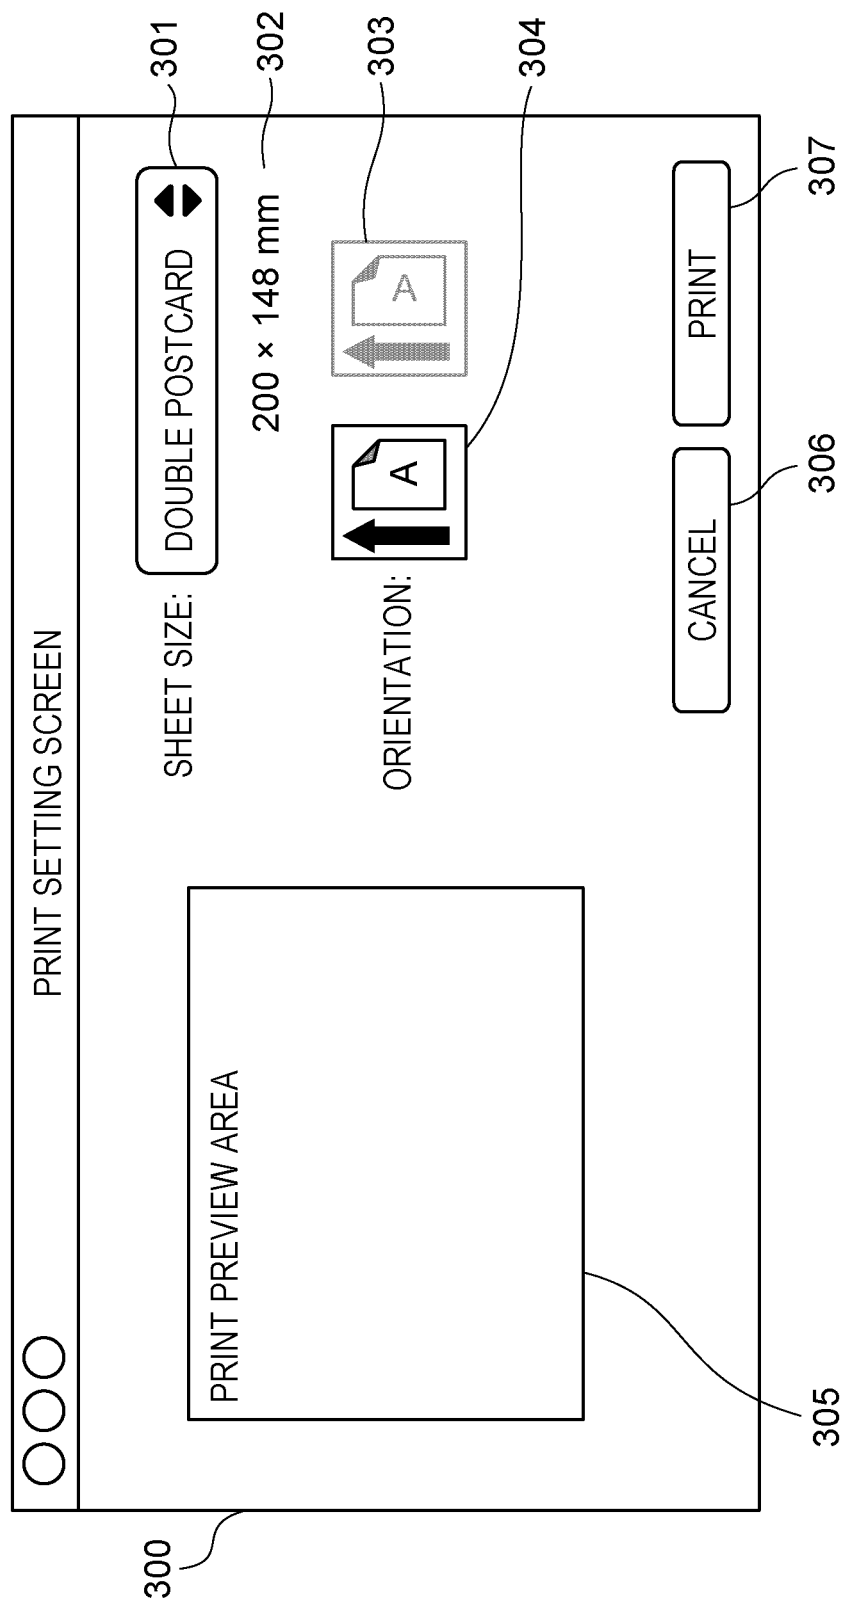 300
PRINT SETTING SCREEN
PRINT PREVIEW AREA
SHEET SIZE:
DOUBLE POSTCARD
301
200 × 148 mm
302
ORIENTATION:
A
A
303
304
CANCEL
PRINT
305
306
307